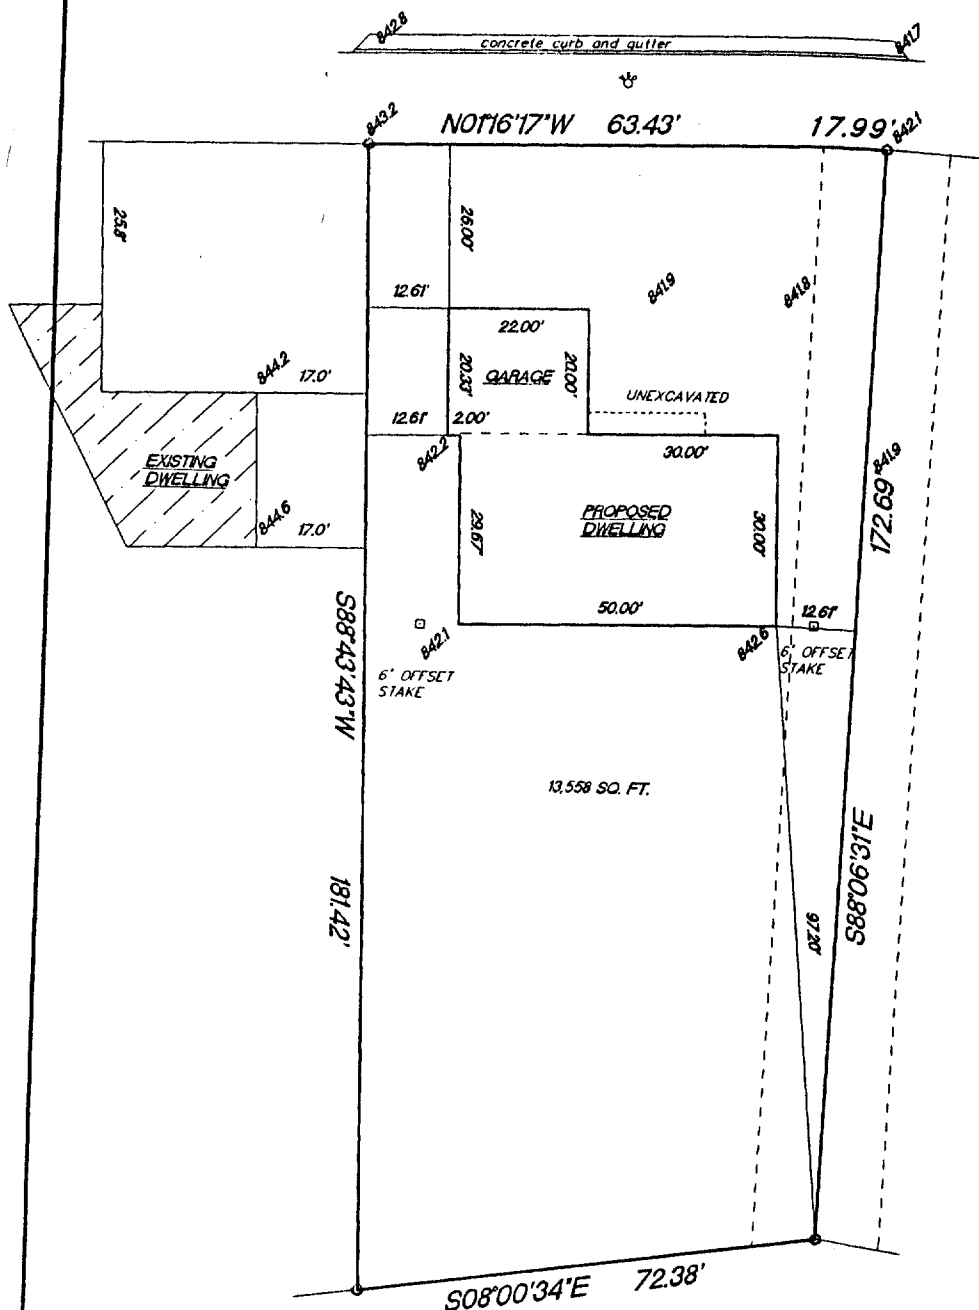 842.8
841.7
concrete curb and gutter
843.2
N01°16'17"W 63.43' 17.99'
842.1
25.8'
26.00'
12.61'
841.9
841.8
22.00'
844.2
17.0'
20.33'
GARAGE
20.00'
UNEXCAVATED
12.61'
2.00'
842.2
30.00'
EXISTING
DWELLING
841.9
172.69'
844.6
17.0'
29.67'
PROPOSED
DWELLING
30.00'
50.00'
12.61'
842.1
842.6
6' OFFSET
STAKE
6' OFFSET
STAKE
S88°43'43"W
13,558 SQ. FT.
S88°06'31"E
181.42'
97.20'
S08°00'34"E 72.38'